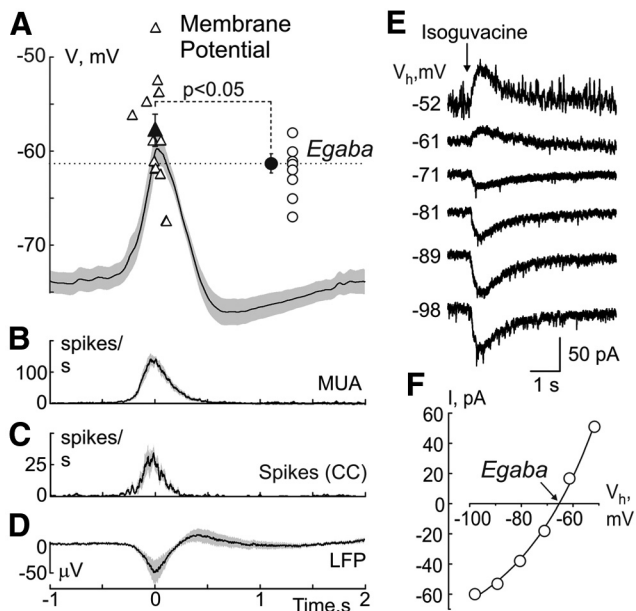 A
Membrane
Potential
V, mV
-50
-60
-70
p<0.05
Egaba
B
spikes/
s
100
0
MUA
C
spikes/
s
25
0
Spikes (CC)
D
0
-50
μV
LFP
-1
0
1
2
Time,s
E
Isoguvacine
Vh,mV
-52
-61
-71
-81
-89
-98
50 pA
1 s
F
I, pA
60
40
20
0
-20
-40
-60
Egaba
-100
-60
Vh,
mV